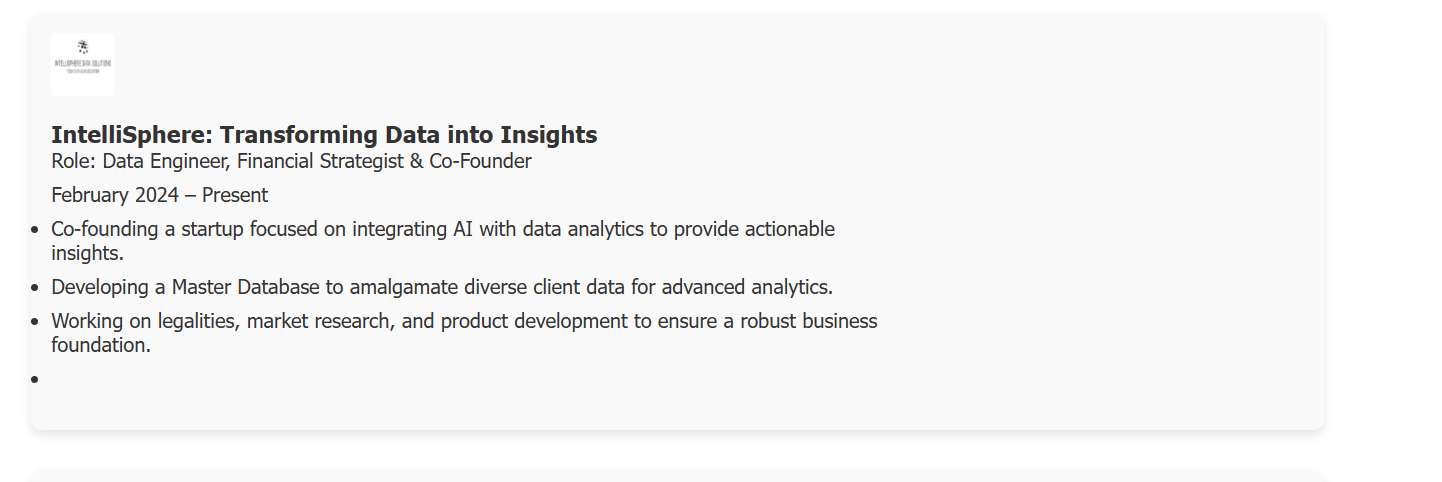 INTELLISPHERE DATA SOLUTIONS
IntelliSphere: Transforming Data into Insights
Role: Data Engineer, Financial Strategist & Co-Founder
February 2024 – Present
• Co-founding a startup focused on integrating AI with data analytics to provide actionable
insights.
• Developing a Master Database to amalgamate diverse client data for advanced analytics.
• Working on legalities, market research, and product development to ensure a robust business
foundation.
•